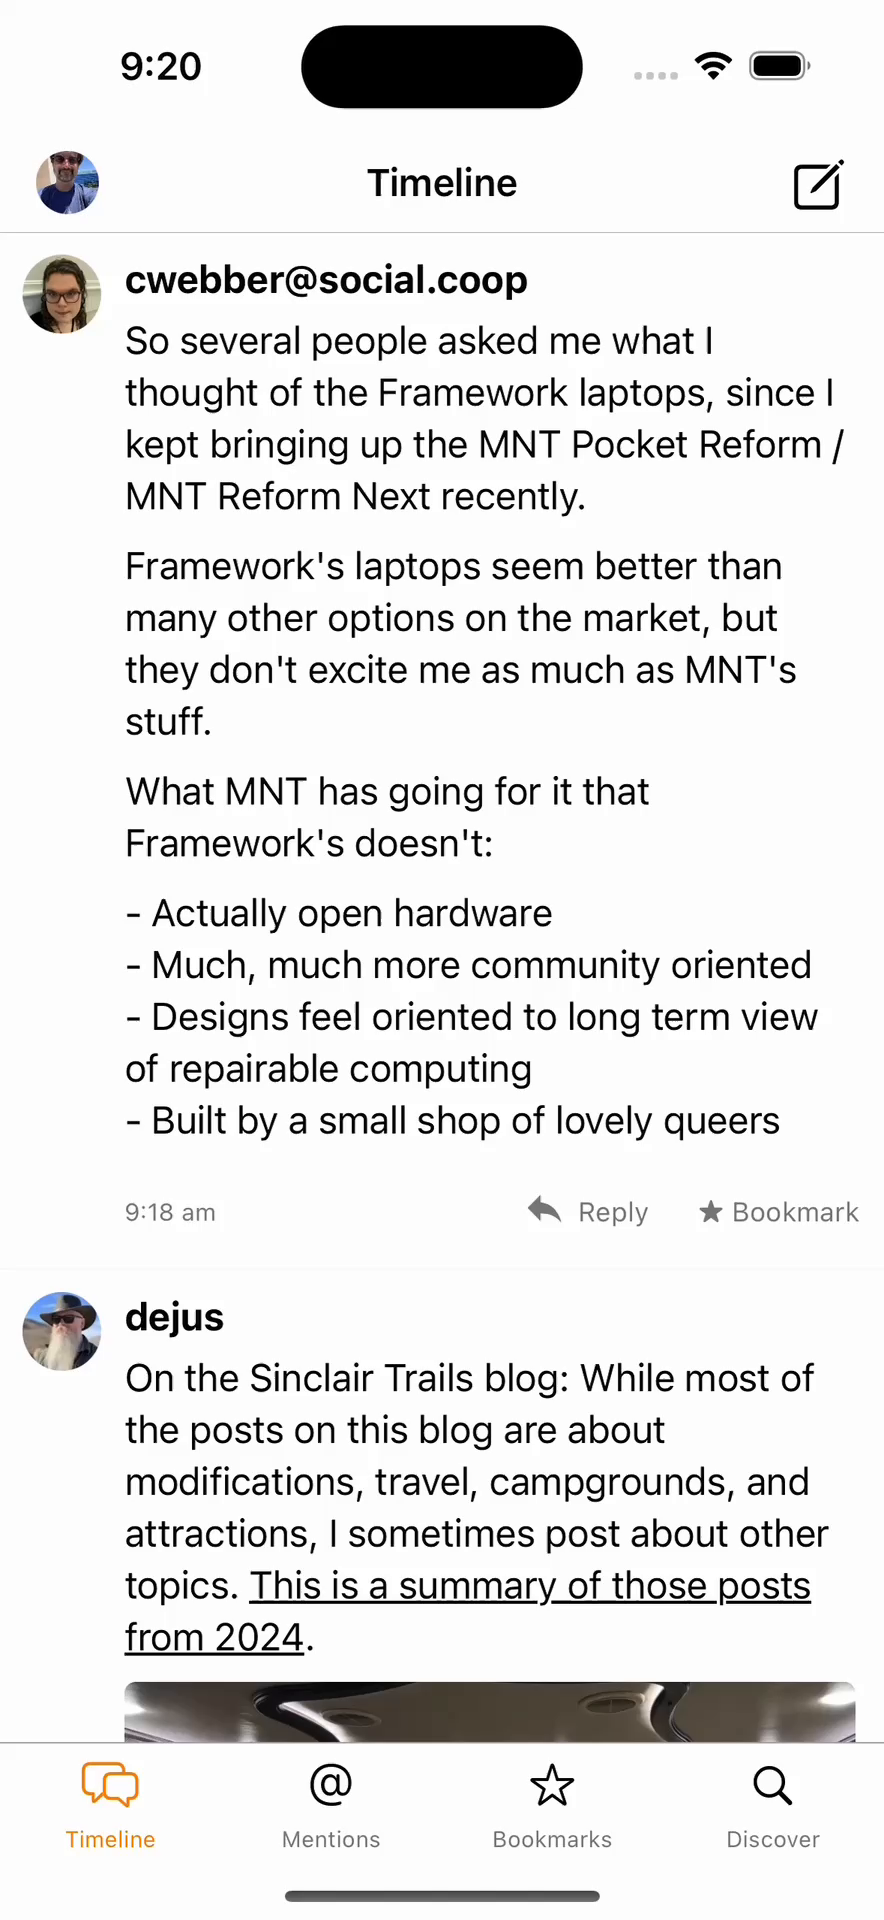 9:20
Timeline
cwebber@social.coop
So several people asked me what I
thought of the Framework laptops, since I
kept bringing up the MNT Pocket Reform /
MNT Reform Next recently.
Framework's laptops seem better than
many other options on the market, but
they don't excite me as much as MNT's
stuff.
What MNT has going for it that
Framework's doesn't:
- Actually open hardware
- Much, much more community oriented
- Designs feel oriented to long term view
of repairable computing
- Built by a small shop of lovely queers
9:18 am Reply Bookmark
dejus
On the Sinclair Trails blog: While most of
the posts on this blog are about
modifications, travel, campgrounds, and
attractions, I sometimes post about other
topics. This is a summary of those posts
from 2024.
Timeline Mentions Bookmarks Discover